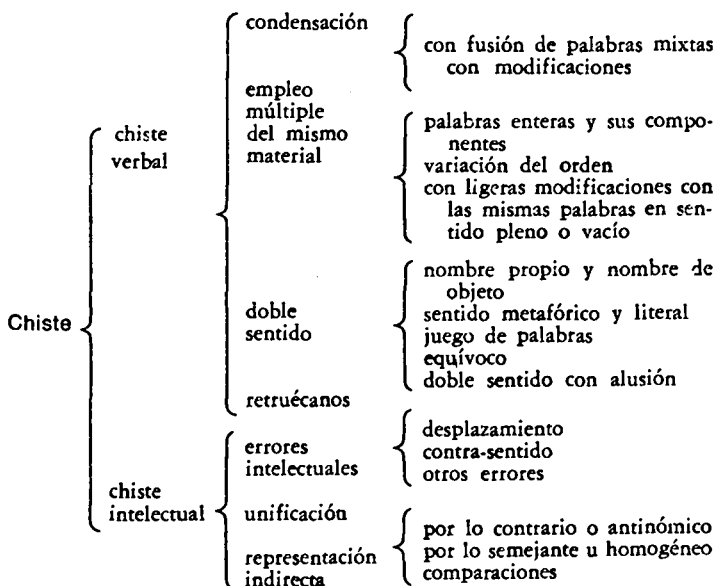 Chiste
chiste
verbal
condensación
con fusión de palabras mixtas
con modificaciones
empleo
múltiple
del mismo
material
palabras enteras y sus compo-
nentes
variación del orden
con ligeras modificaciones con
las mismas palabras en sen-
tido pleno o vacío
doble
sentido
nombre propio y nombre de
objeto
sentido metafórico y literal
juego de palabras
equívoco
doble sentido con alusión
retruécanos
chiste
intelectual
errores
intelectuales
desplazamiento
contra-sentido
otros errores
unificación
representación
indirecta
por lo contrario o antinómico
por lo semejante u homogéneo
comparaciones